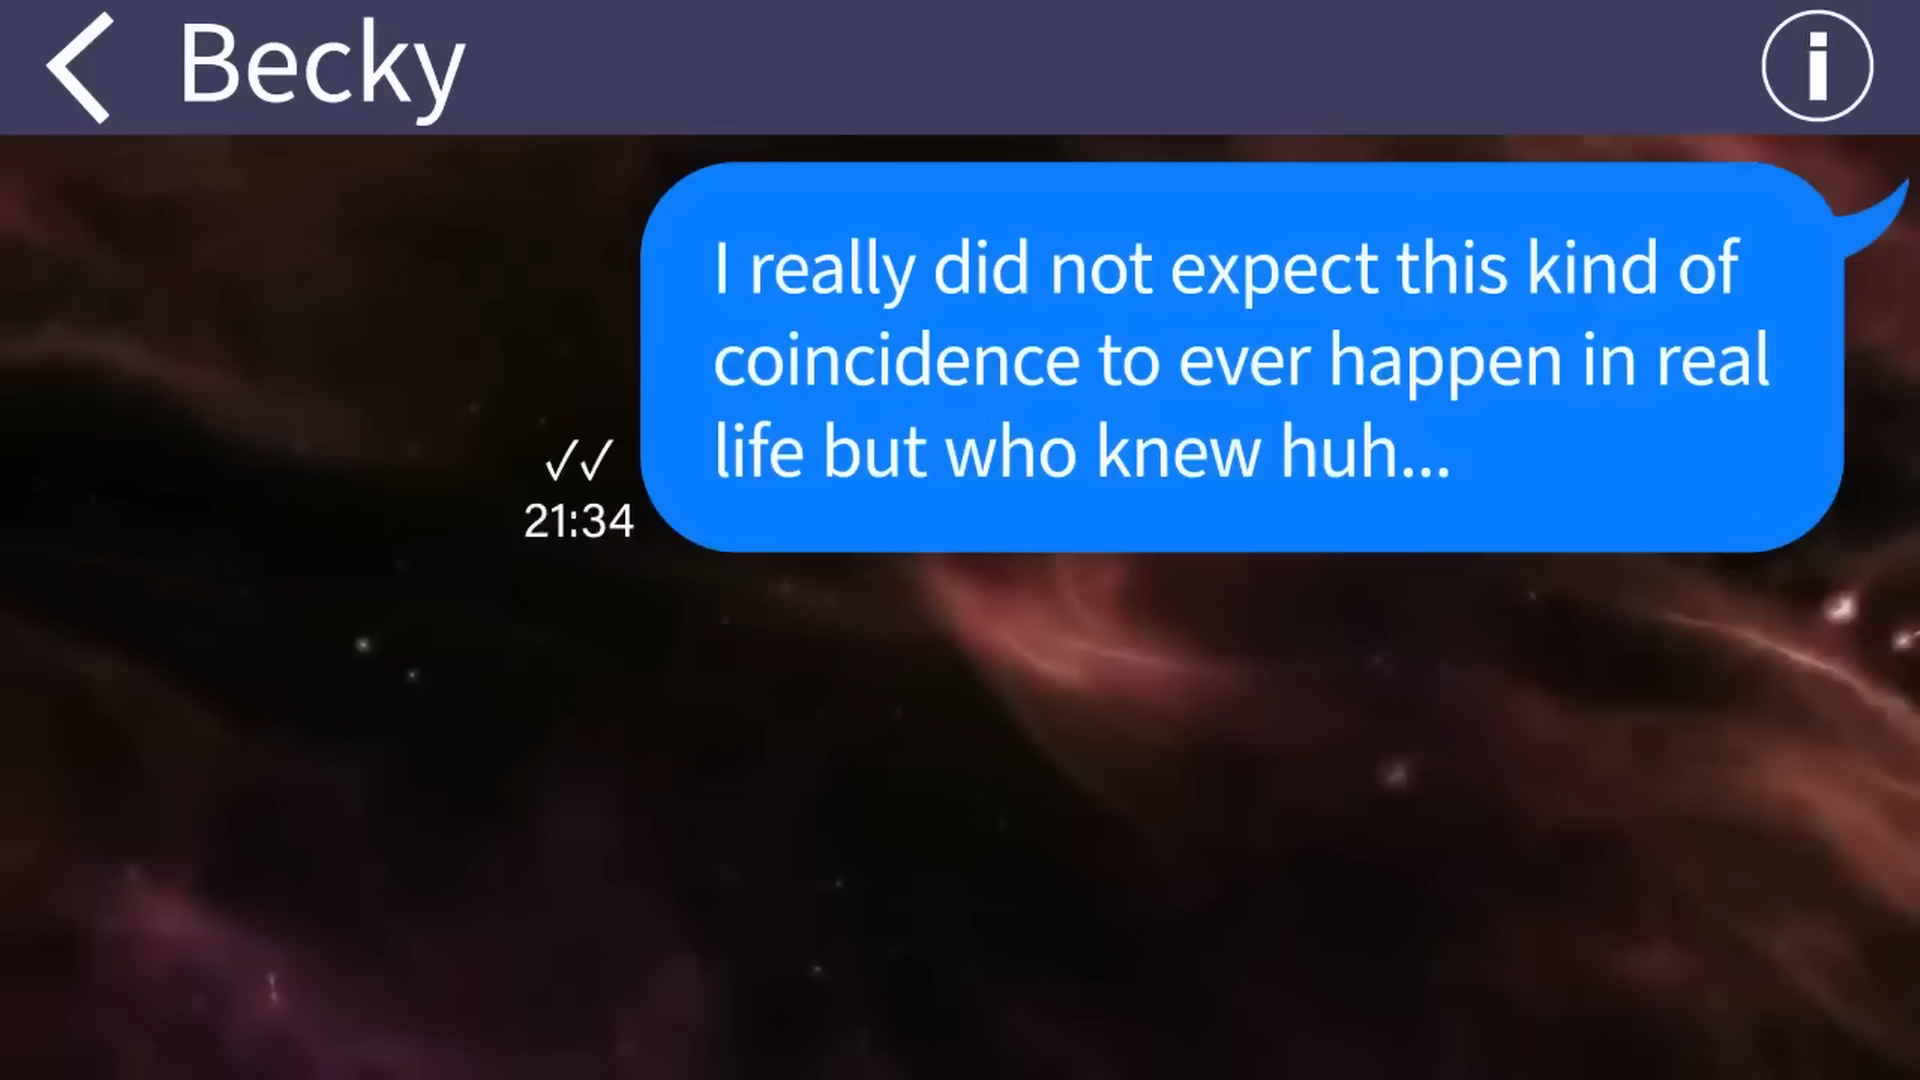 Becky
I really did not expect this kind of
coincidence to ever happen in real
life but who knew huh...
21:34